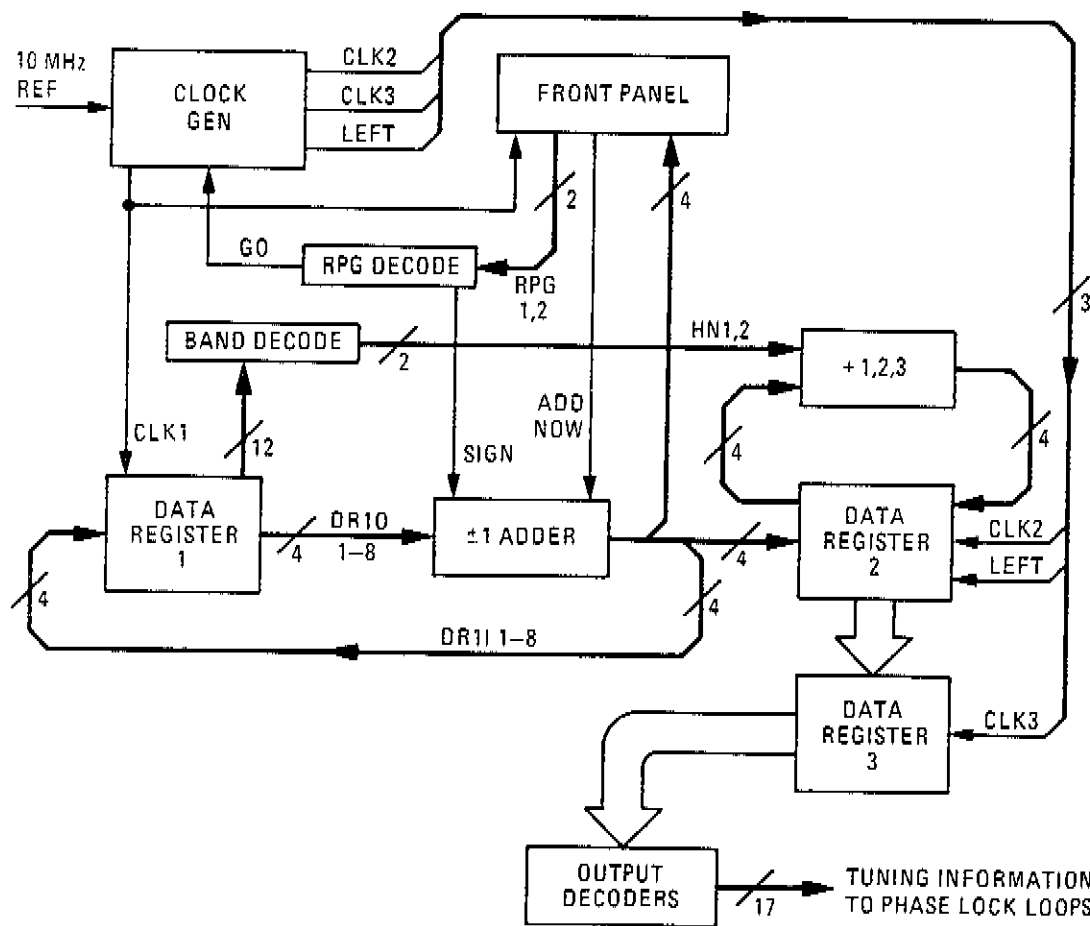 10 MHz
REF
CLOCK
GEN
CLK2
CLK3
LEFT
FRONT PANEL
2
4
GO
RPG DECODE
RPG
1,2
3
BAND DECODE
2
HN1,2
+ 1,2,3
CLK1
12
SIGN
ADD
NOW
4
4
DATA
REGISTER
1
4
DR1O
1–8
±1 ADDER
4
DATA
REGISTER
2
CLK2
LEFT
4
4
DR1I 1–8
DATA
REGISTER
3
CLK3
OUTPUT
DECODERS
17
TUNING INFORMATION
TO PHASE LOCK LOOPS